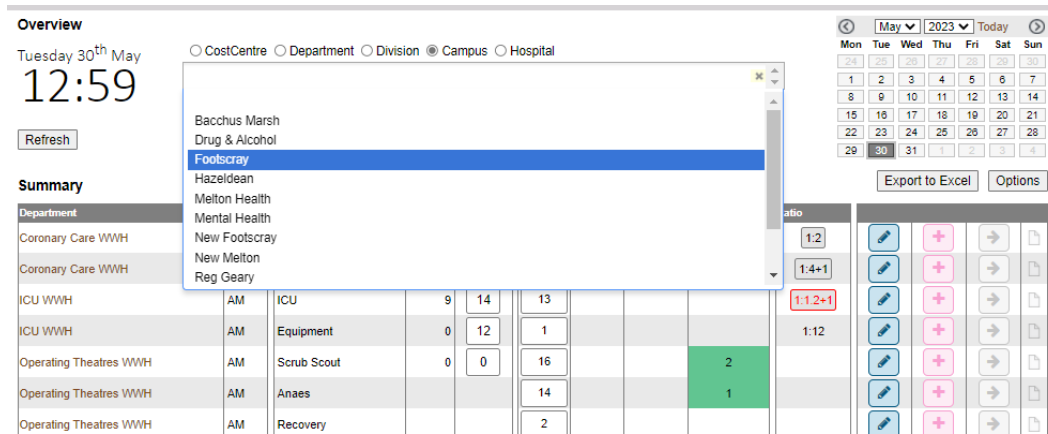 Overview
Tuesday 30th May
12:59
Refresh
CostCentre Department Division Campus Hospital
Bacchus Marsh
Drug & Alcohol
Footscray
Hazeldean
Melton Health
Mental Health
New Footscray
New Melton
Reg Geary
May 2023 Today
Mon Tue Wed Thu Fri Sat Sun
24 25 26 27 28 29 30
1 2 3 4 5 6 7
8 9 10 11 12 13 14
15 16 17 18 19 20 21
22 23 24 25 26 27 28
29 30 31 1 2 3 4
Export to Excel Options
Summary
Department atio
Coronary Care WWH 1:2
Coronary Care WWH 1:4+1
ICU WWH AM ICU 9 14 13 1:1.2+1
ICU WWH AM Equipment 0 12 1 1:12
Operating Theatres WWH AM Scrub Scout 0 0 16 2
Operating Theatres WWH AM Anaes 14 1
Operating Theatres WWH AM Recovery 2